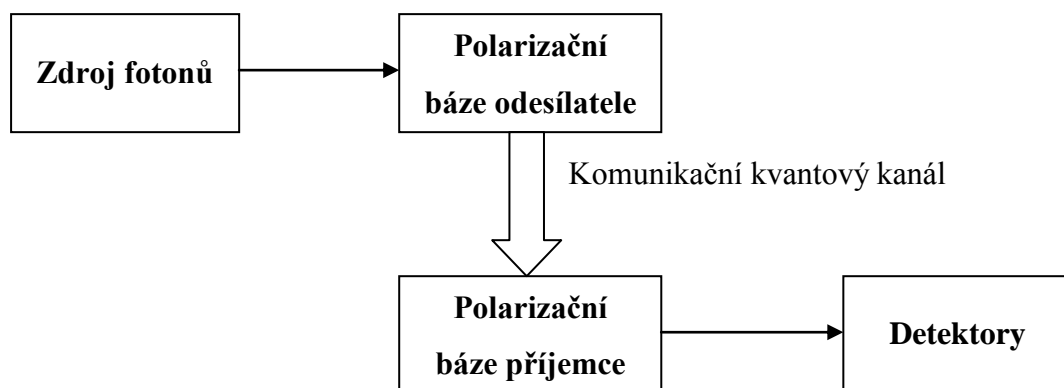 Zdroj fotonů
Polarizační
báze odesílatele
Komunikační kvantový kanál
Polarizační
báze příjemce
Detektory